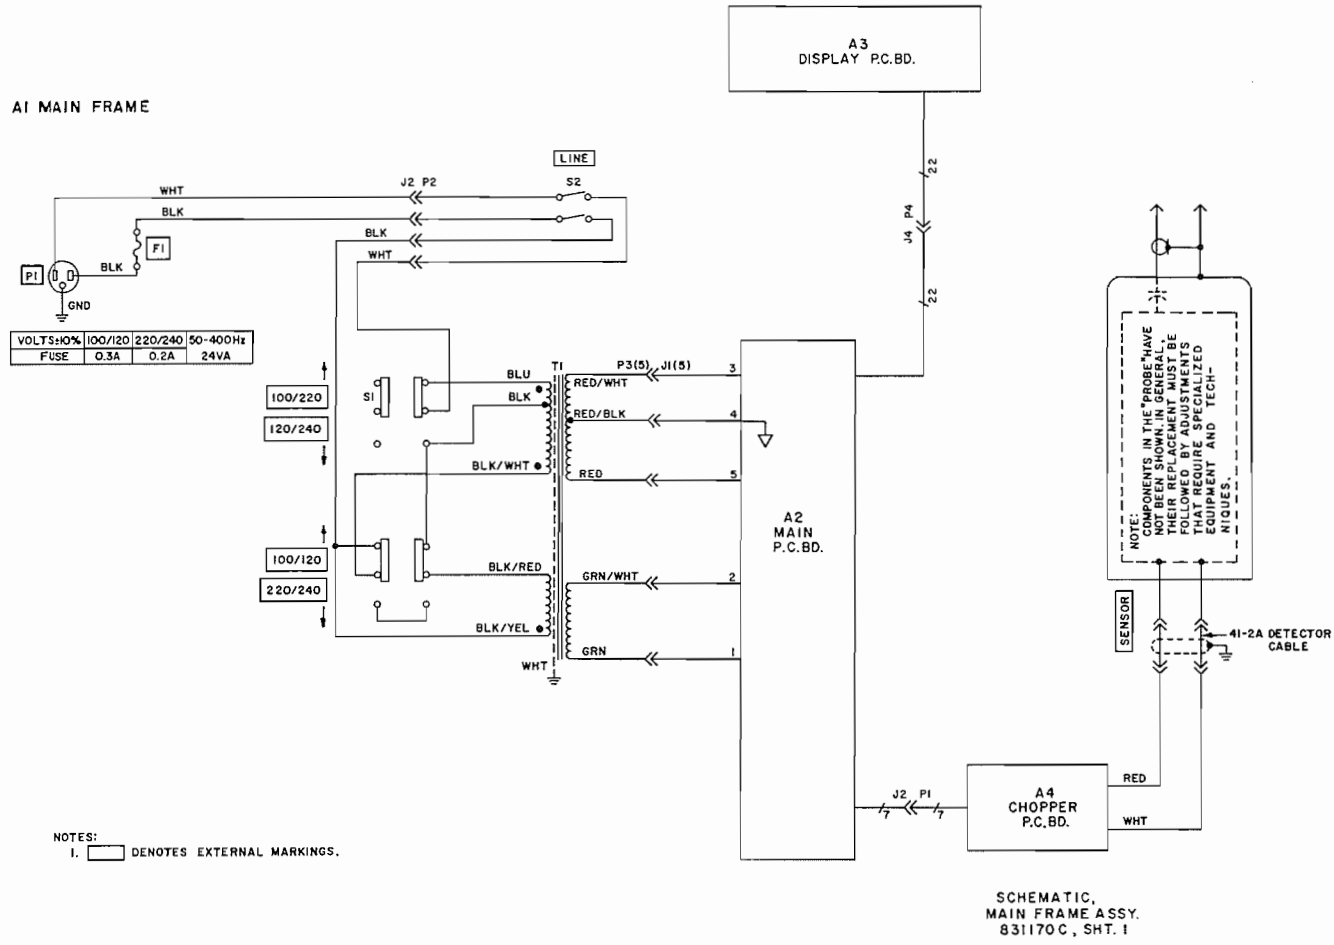 A3
DISPLAY P.C.BD.
A1 MAIN FRAME
LINE
22
WHT
J2 P2
S2
BLK
P4
J4
BLK
F1
WHT
P1
BLK
GND
22
VOLTS±10% 100/120 220/240 50-400Hz
FUSE 0.3A 0.2A 24VA
T1
P3(5) J1(5)
3
BLU
RED/WHT
100/220
S1
BLK
RED/BLK
4
120/240
BLK/WHT
RED
5
A2
MAIN
P.C.BD.
100/120
BLK/RED
GRN/WHT
2
220/240
BLK/YEL
GRN
1
WHT
NOTE:
COMPONENTS IN THE "PROBE" HAVE
NOT BEEN SHOWN. IN GENERAL,
THEIR REPLACEMENT MUST BE
FOLLOWED BY ADJUSTMENTS
THAT REQUIRE SPECIALIZED
EQUIPMENT AND TECH-
NIQUES.
SENSOR
41-2A DETECTOR
CABLE
RED
J2 P1
7
7
A4
CHOPPER
P.C.BD.
WHT
NOTES:
1. DENOTES EXTERNAL MARKINGS.
SCHEMATIC,
MAIN FRAME ASSY.
831170C, SHT. 1